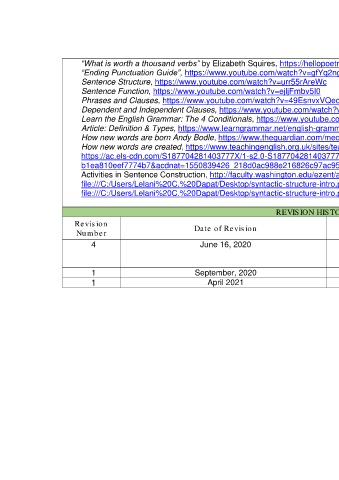 “What is worth a thousand verbs” by Elizabeth Squires, https://hellopoetr
“Ending Punctuation Guide”, https://www.youtube.com/watch?v=gfYg2n
Sentence Structure, https://www.youtube.com/watch?v=urr55rAreWc
Sentence Function, https://www.youtube.com/watch?v=ejljFmbv5I0
Phrases and Clauses, https://www.youtube.com/watch?v=49EsnvxVQec
Dependent and Independent Clauses, https://www.youtube.com/watch?v
Learn the English Grammar: The 4 Conditionals, https://www.youtube.co
Article: Definition & Types, https://www.learngrammar.net/english-gramm
How new words are born Andy Bodle, https://www.theguardian.com/med
How new words are created, https://www.teachingenglish.org.uk/sites/tea
https://ac.els-cdn.com/S187704281403777X/1-s2.0-S187704281403777
b1ea810eef7774b7&acdnat=1550839426_218d0ac988e216826c97ac95
Activities in Sentence Construction, http://faculty.washington.edu/ezent/a
file:///C:/Users/Lelani%20C.%20Dapat/Desktop/syntactic-structure-intro.p
file:///C:/Users/Lelani%20C.%20Dapat/Desktop/syntactic-structure-intro.p
REVISION HISTO
Revision Number
Date of Revision
4
June 16, 2020
1
September, 2020
1
April 2021